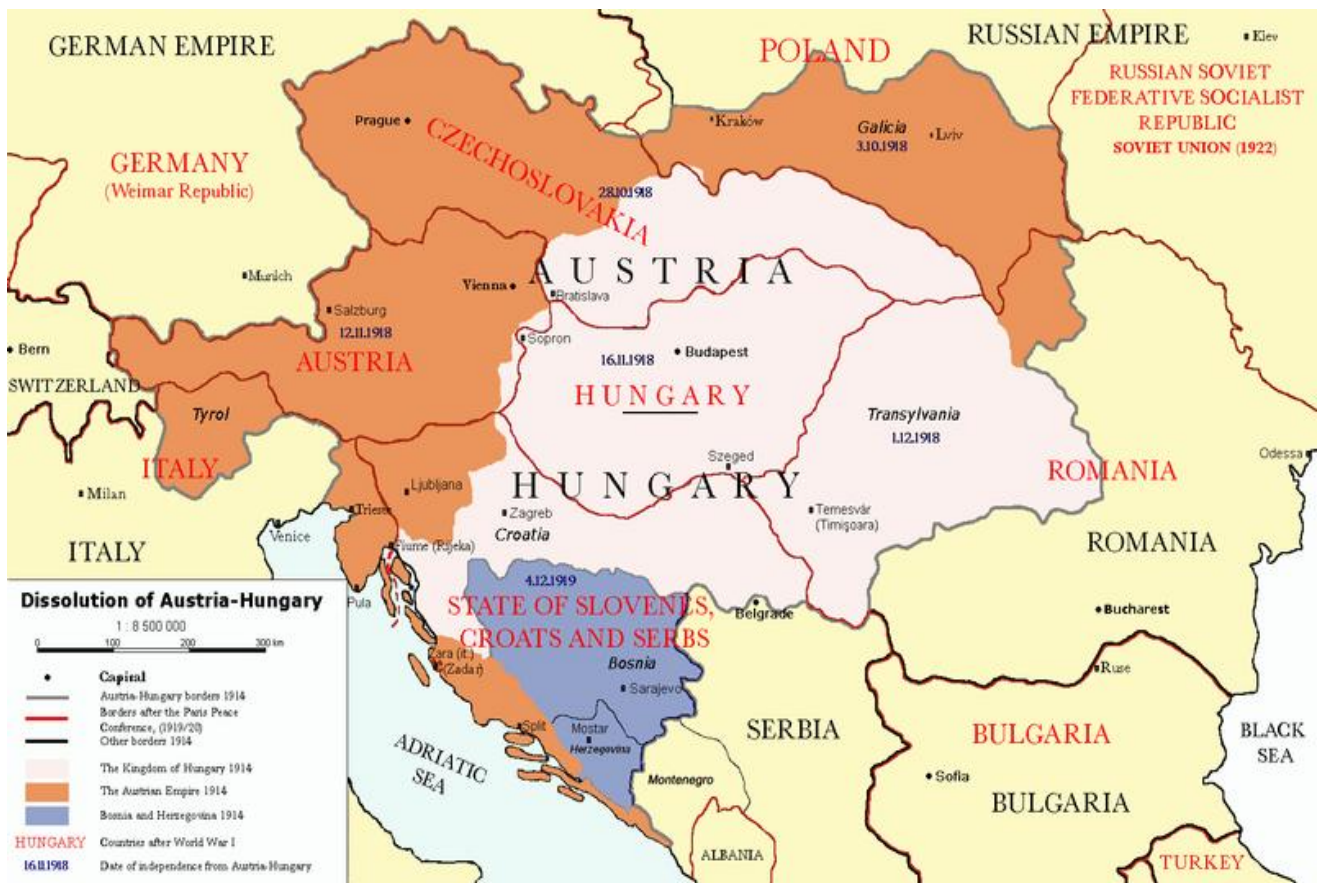 GERMAN EMPIRE
POLAND
RUSSIAN EMPIRE
Kiev
RUSSIAN SOVIET
FEDERATIVE SOCIALIST
REPUBLIC
SOVIET UNION (1922)
Prague
CZECHOSLOVAKIA
28.10.1918
Kraków
Galicia
3.10.1918
Lviv
GERMANY
(Weimar Republic)
Munich
Salzburg
12.11.1918
AUSTRIA
Vienna
Bratislava
AUSTRIA
Sopron
16.11.1918
Budapest
HUNGARY
Transylvania
1.12.1918
Bern
SWITZERLAND
Tyrol
ITALY
Milan
Venice
ITALY
Ljubljana
Trieste
Fiume (Rijeka)
Pula
HUNGARY
Szeged
Zagreb
Croatia
Temesvár
(Timişoara)
ROMANIA
Odessa
ROMANIA
Bucharest
4.12.1919
STATE OF SLOVENES,
CROATS AND SERBS
Belgrade
Bosnia
Sarajevo
Zara (it.)
(Zadar)
Split
Mostar
Herzegovina
ADRIATIC
SEA
SERBIA
Montenegro
ALBANIA
Ruse
BULGARIA
Sofia
BULGARIA
BLACK
SEA
TURKEY
Dissolution of Austria-Hungary
1 : 8 500 000
0 100 200 300 km
Capital
Austria-Hungary borders 1914
Borders after the Paris Peace
Conference, (1919/20)
Other borders 1914
The Kingdom of Hungary 1914
The Austrian Empire 1914
Bosnia and Herzegovina 1914
HUNGARY Countries after World War I
16.11.1918 Date of independence from Austria-Hungary